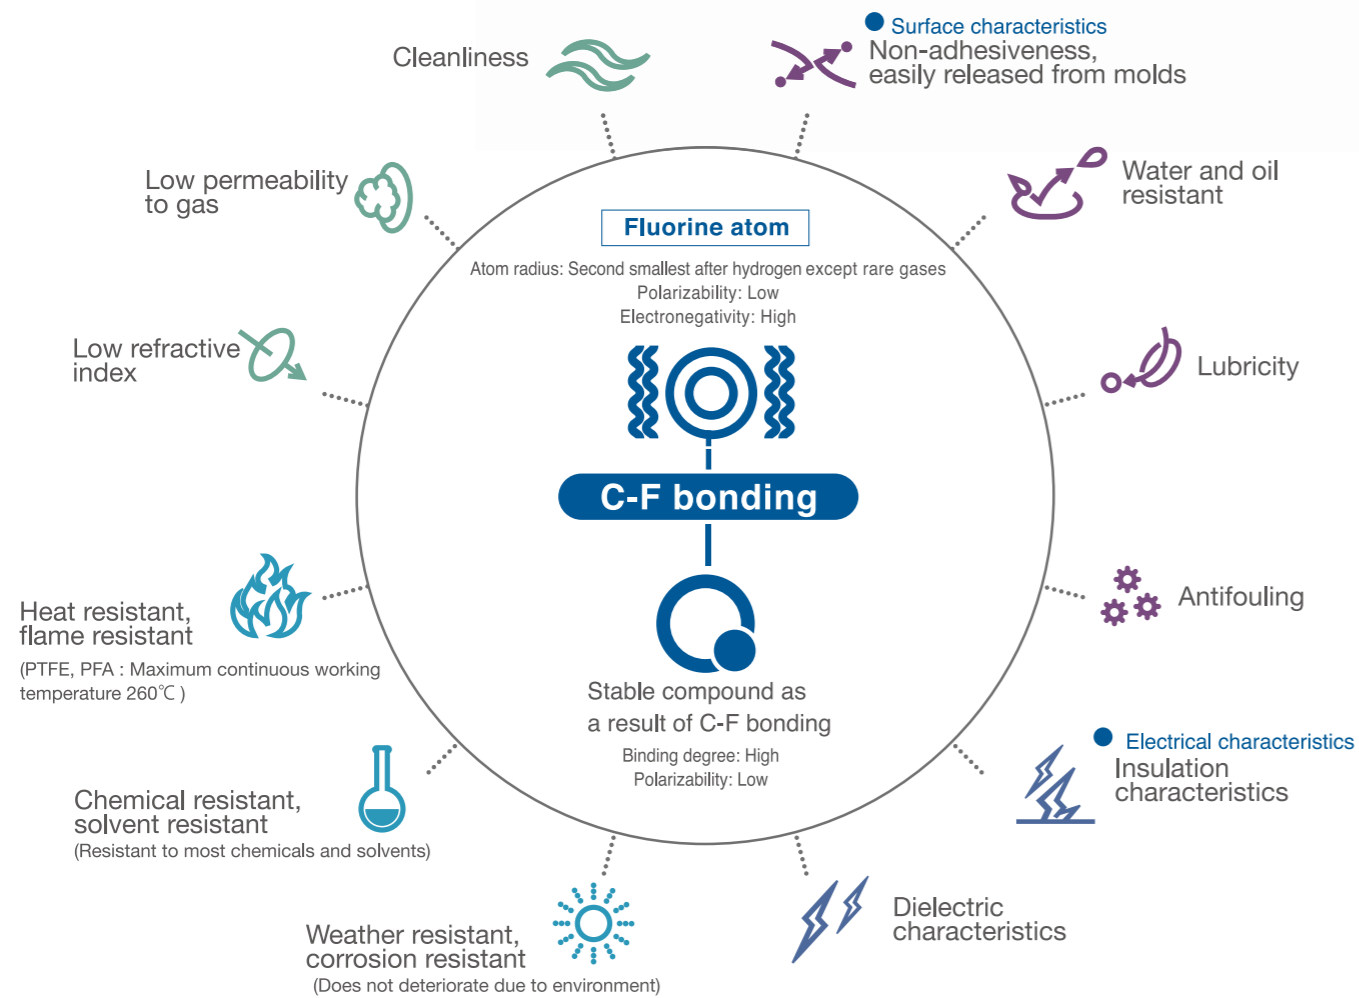 Cleanliness
Surface characteristics
Non-adhesiveness,
easily released from molds
Low permeability
to gas
Water and oil
resistant
Fluorine atom
Atom radius: Second smallest after hydrogen except rare gases
Polarizability: Low
Electronegativity: High
Low refractive
index
Lubricity
C-F bonding
Heat resistant,
flame resistant
(PTFE, PFA : Maximum continuous working
temperature 260℃ )
Antifouling
Stable compound as
a result of C-F bonding
Binding degree: High
Polarizability: Low
Electrical characteristics
Insulation
characteristics
Chemical resistant,
solvent resistant
(Resistant to most chemicals and solvents)
Dielectric
characteristics
Weather resistant,
corrosion resistant
(Does not deteriorate due to environment)